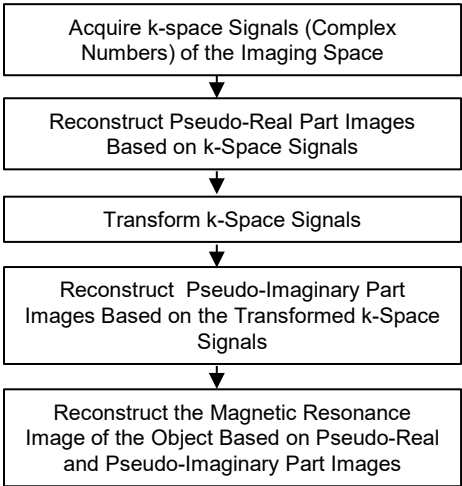 Acquire k-space Signals (Complex
Numbers) of the Imaging Space
Reconstruct Pseudo-Real Part Images
Based on k-Space Signals
Transform k-Space Signals
Reconstruct  Pseudo-Imaginary Part
Images Based on the Transformed k-Space
Signals
Reconstruct the Magnetic Resonance
Image of the Object Based on Pseudo-Real
and Pseudo-Imaginary Part Images